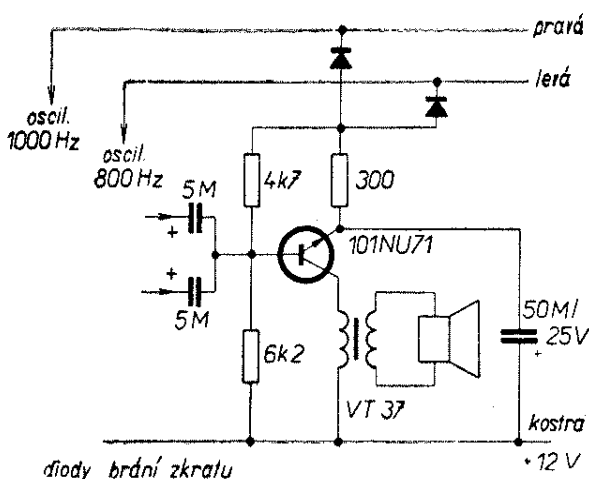 pravá
levá
oscil.
1000 Hz
oscil.
800 Hz
5M
+
4k7
300
101NU71
+
5M
6k2
VT 37
50M/
25V
+
kostra
+12 V
diody brání zkratu